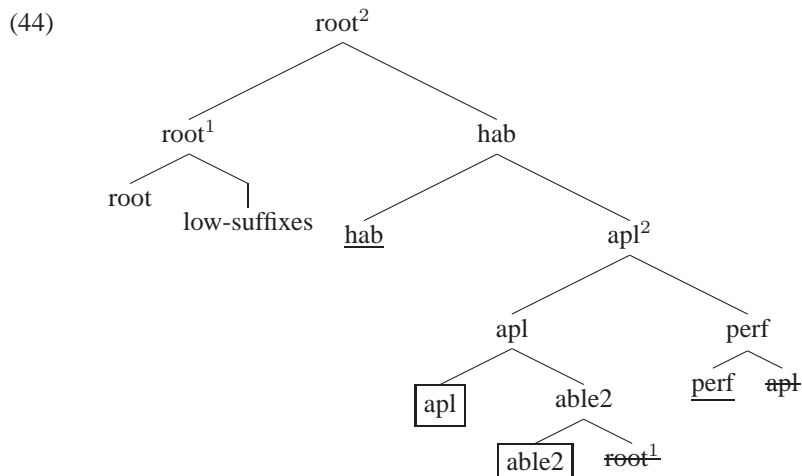 (44) root²
root¹ hab
root low-suffixes hab apl²
apl perf
apl able2 perf apl
able2 root¹